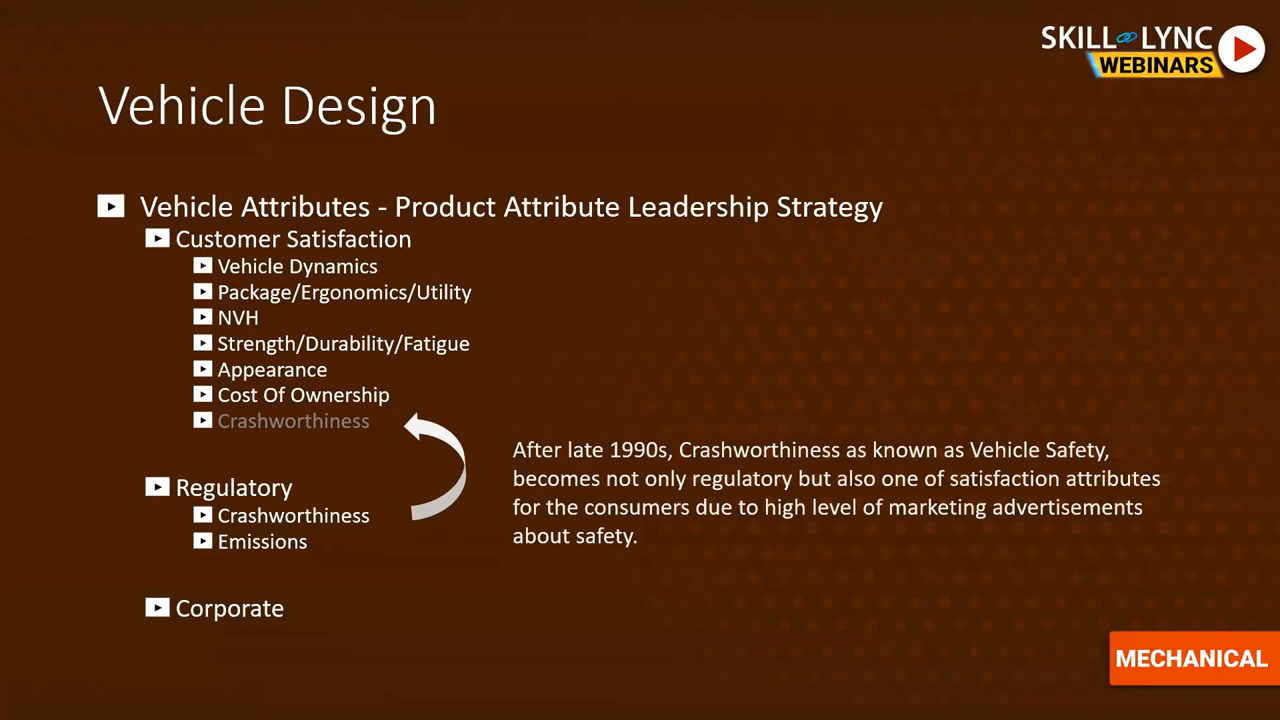 SKILL LYNC
WEBINARS
Vehicle Design
Vehicle Attributes - Product Attribute Leadership Strategy
Customer Satisfaction
Vehicle Dynamics
Package/Ergonomics/Utility
NVH
Strength/Durability/Fatigue
Appearance
Cost Of Ownership
Crashworthiness
After late 1990s, Crashworthiness as known as Vehicle Safety,
becomes not only regulatory but also one of satisfaction attributes
for the consumers due to high level of marketing advertisements
about safety.
Regulatory
Crashworthiness
Emissions
Corporate
MECHANICAL